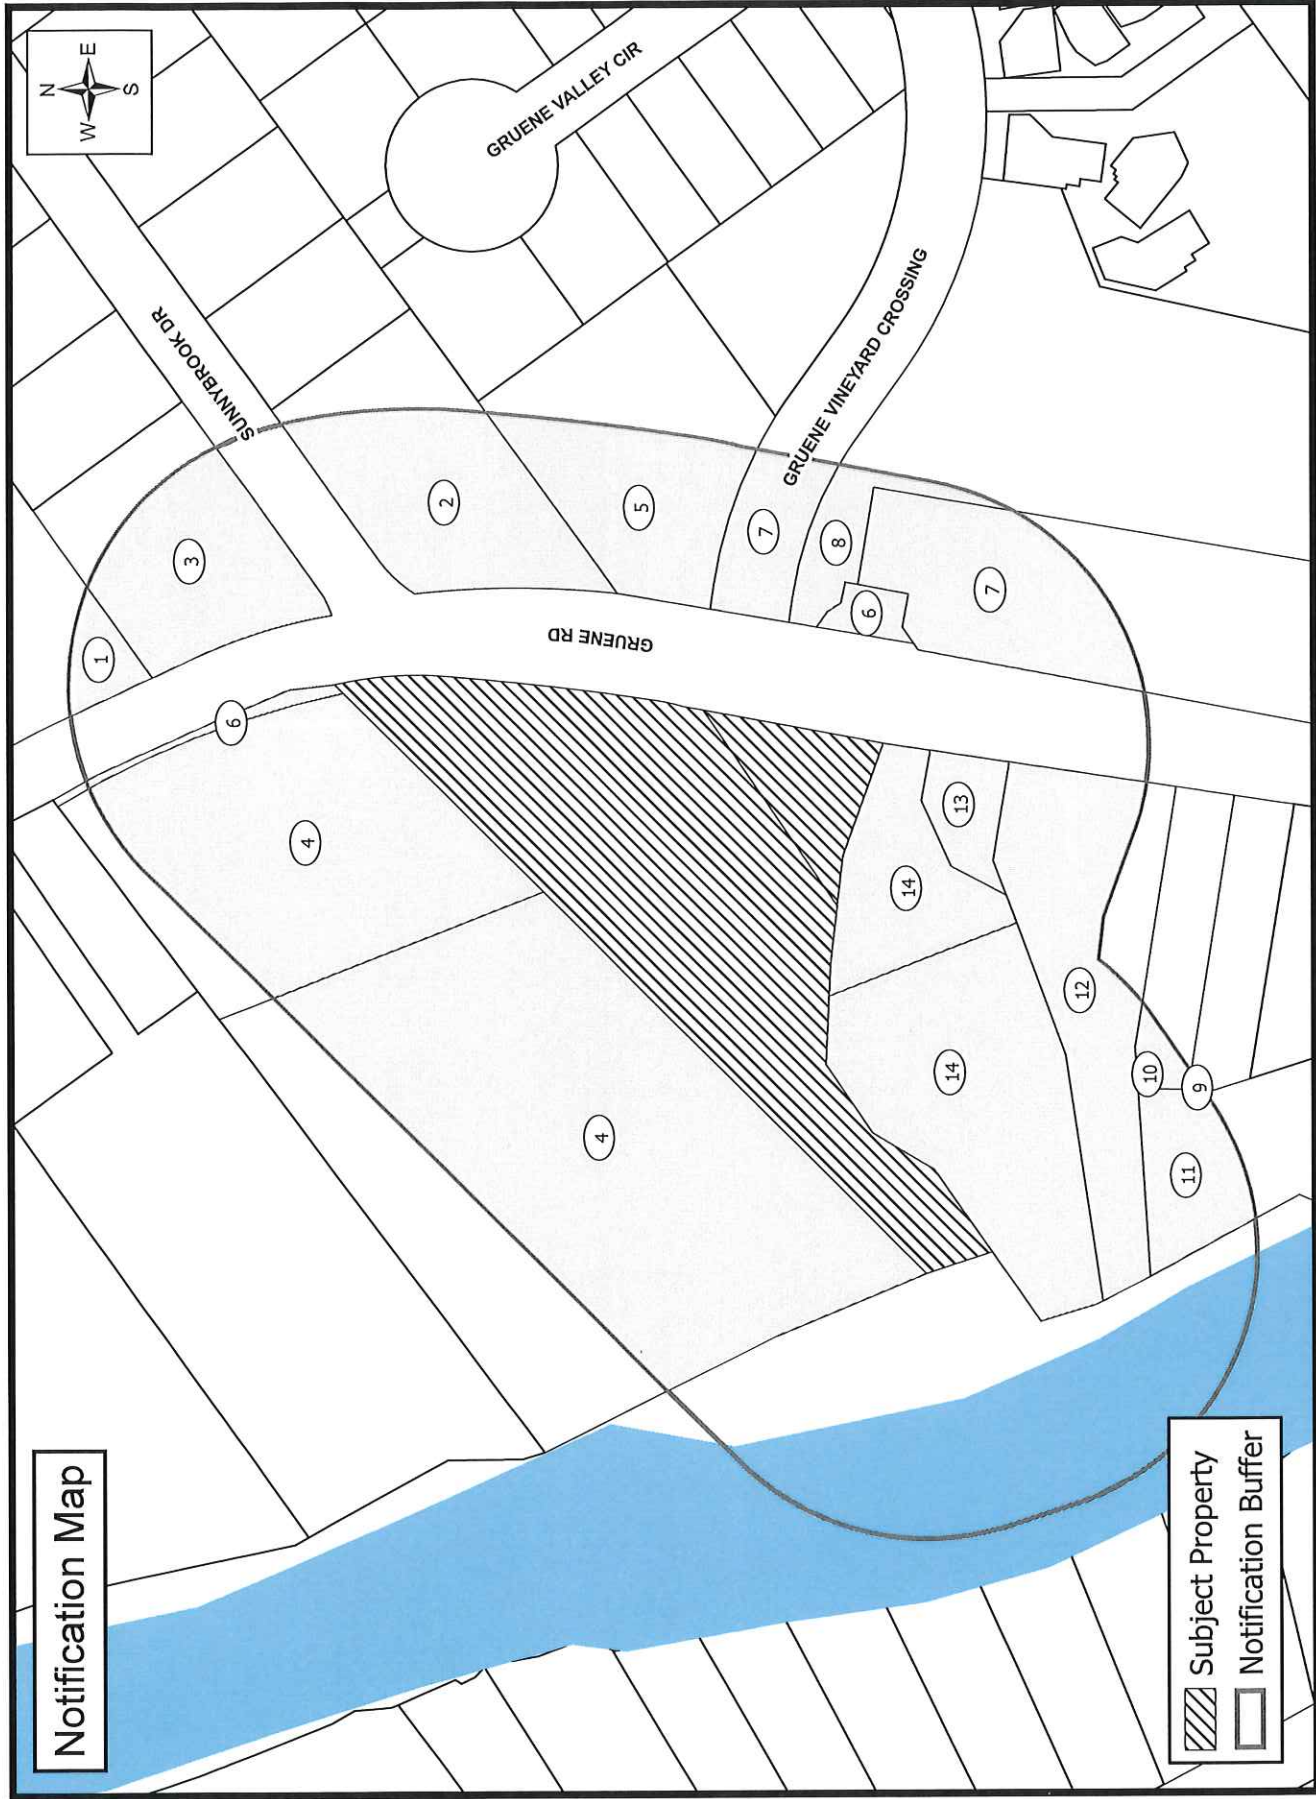 Notification Map
N
W E
S
1
SUNNYBROOK DR
3
6
4
2
GRUENE VALLEY CIR
4
GRUENE RD
5
7
8
GRUENE VINEYARD CROSSING
6
14
14
13
7
12
10
11
9
Subject Property
Notification Buffer